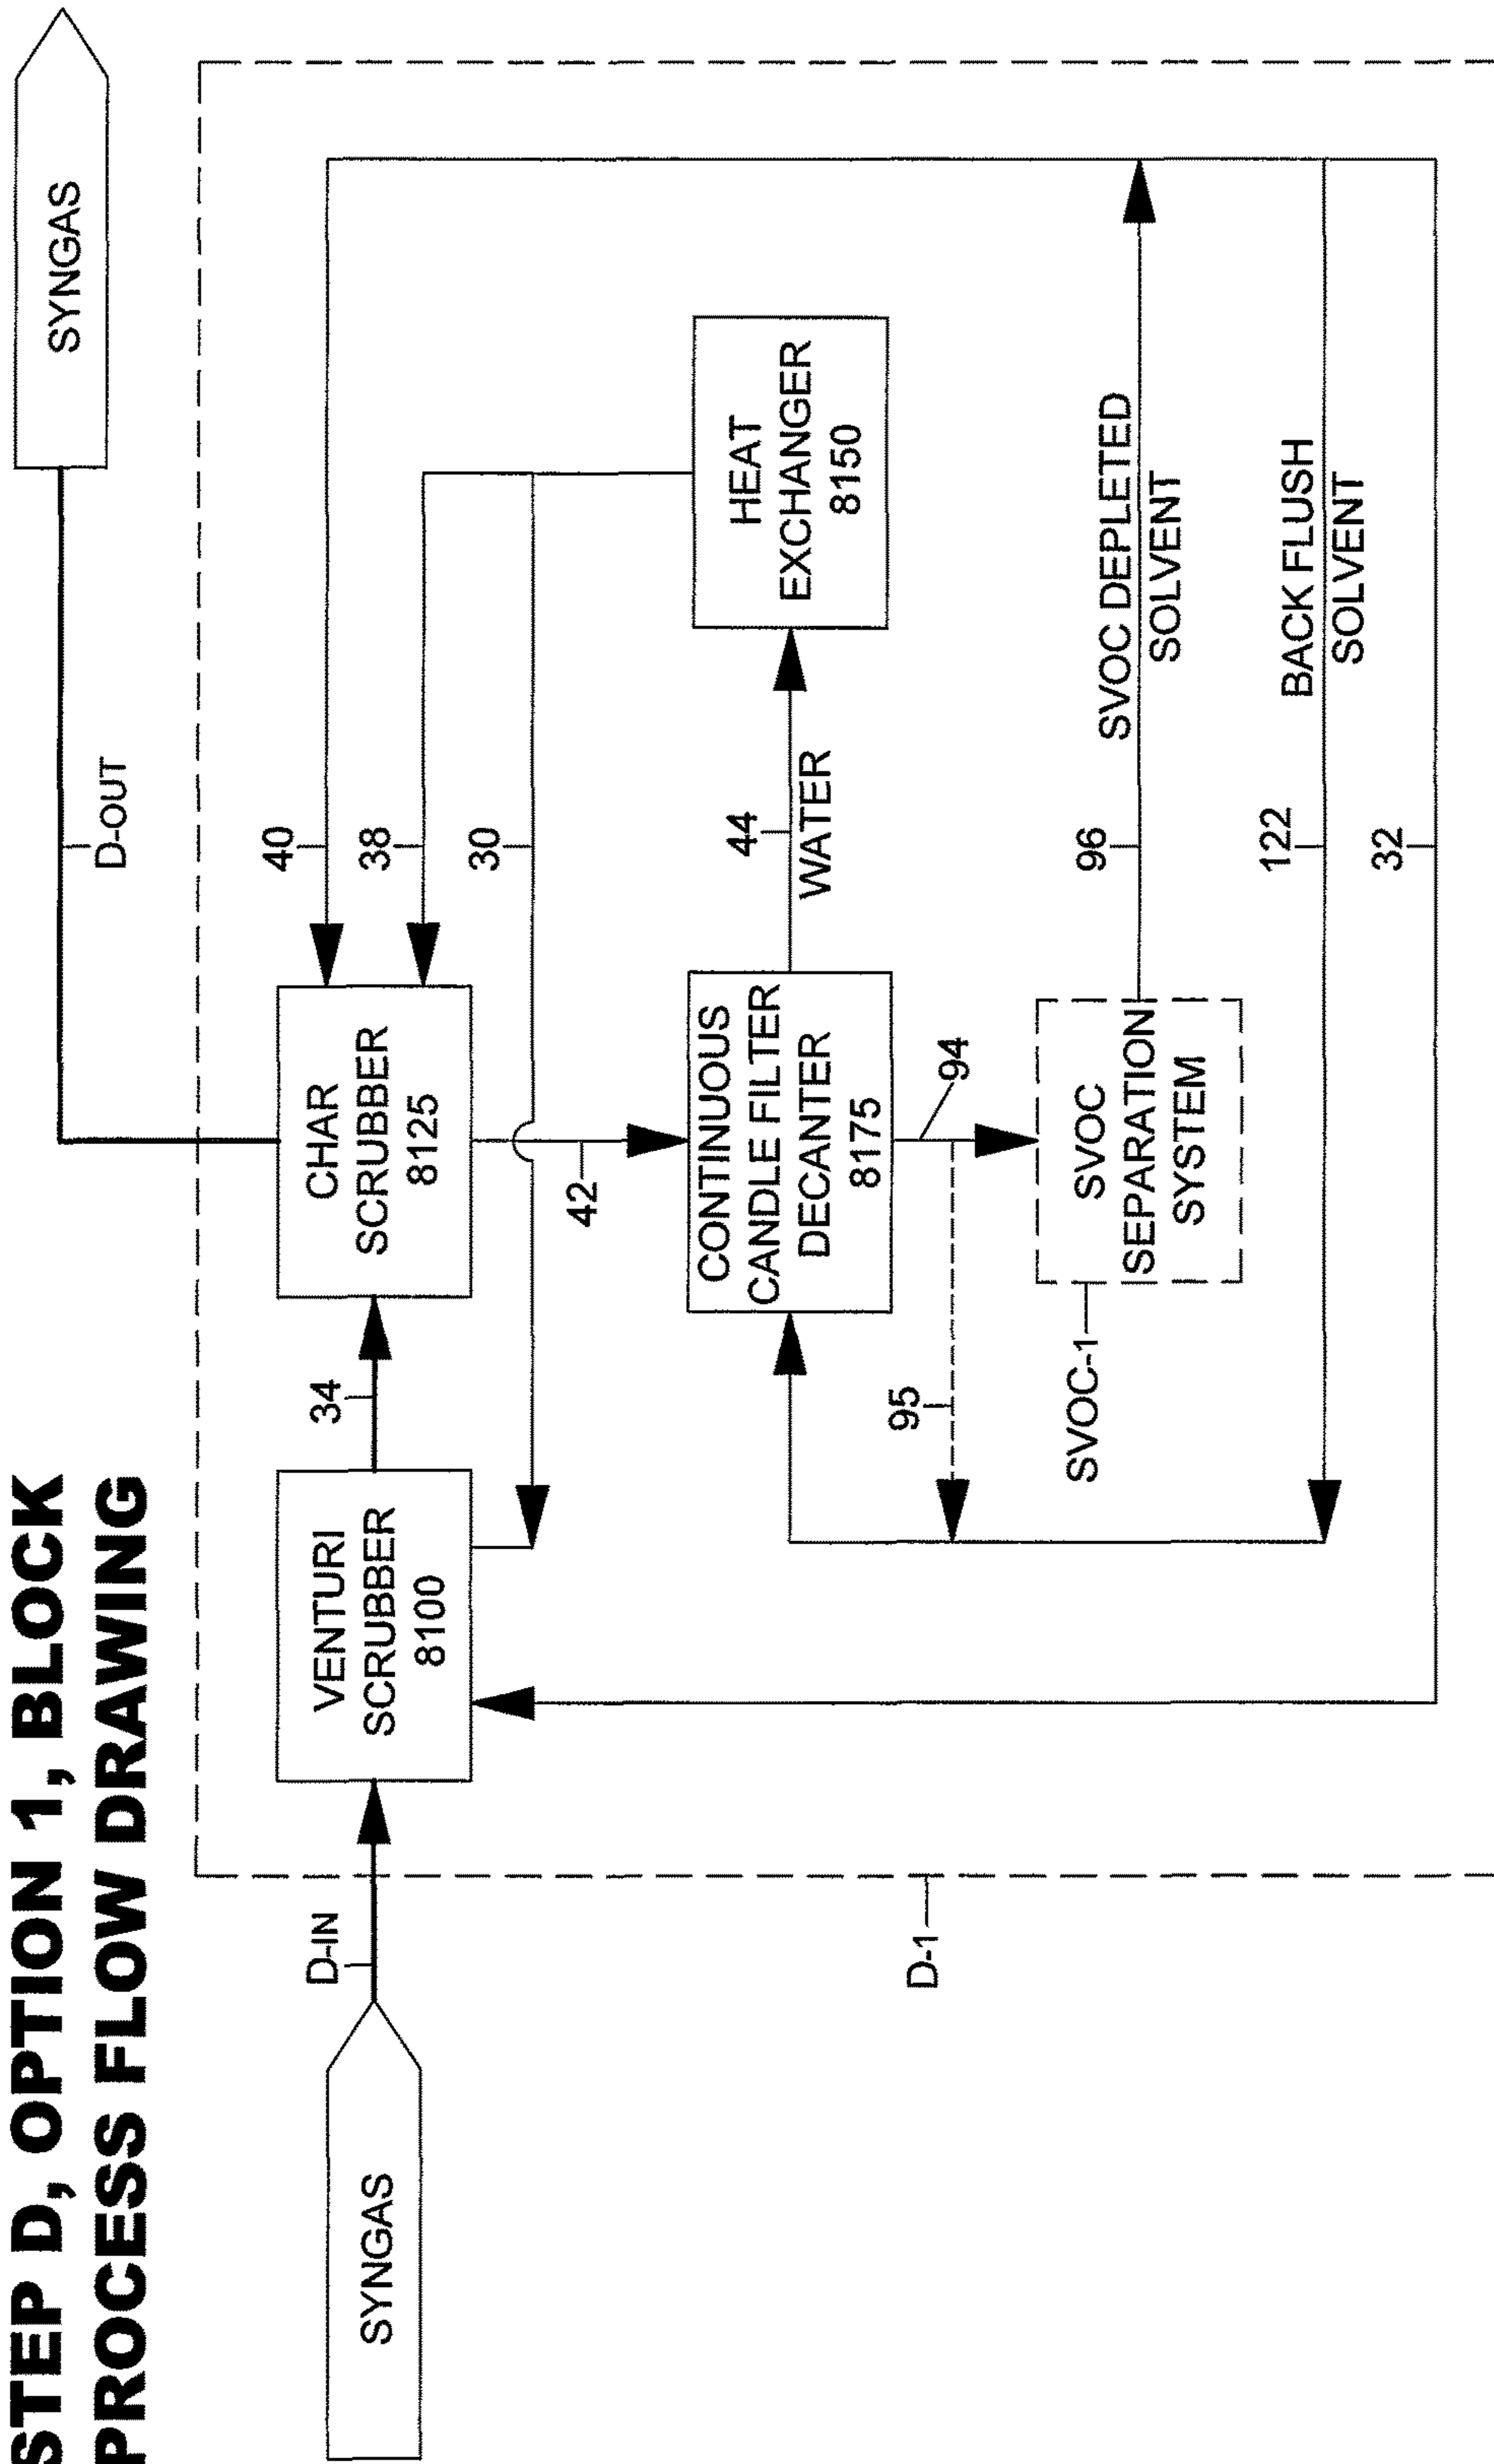 STEP D, OPTION 1, BLOCK
PROCESS FLOW DRAWING
SYNGAS
D-OUT
SYNGAS
D-IN
VENTURI
SCRUBBER
8100
34
CHAR
SCRUBBER
8125
40
38
30
42
CONTINUOUS
CANDLE FILTER
DECANTER
8175
44
WATER
HEAT
EXCHANGER
8150
94
95
SVOC
SEPARATION
SYSTEM
SVOC-1
96
SVOC DEPLETED
SOLVENT
122
BACK FLUSH
SOLVENT
32
D-1